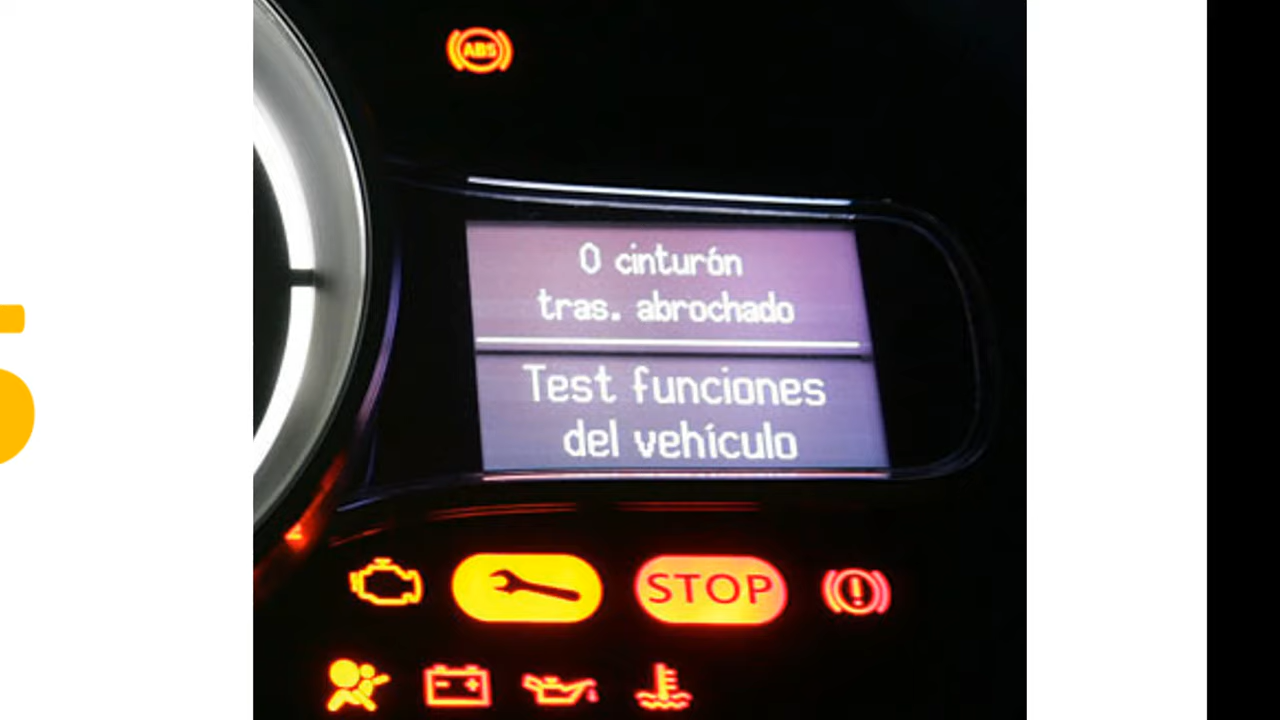 ABS
0 cinturón
tras. abrochado
Test funciones
del vehículo
STOP